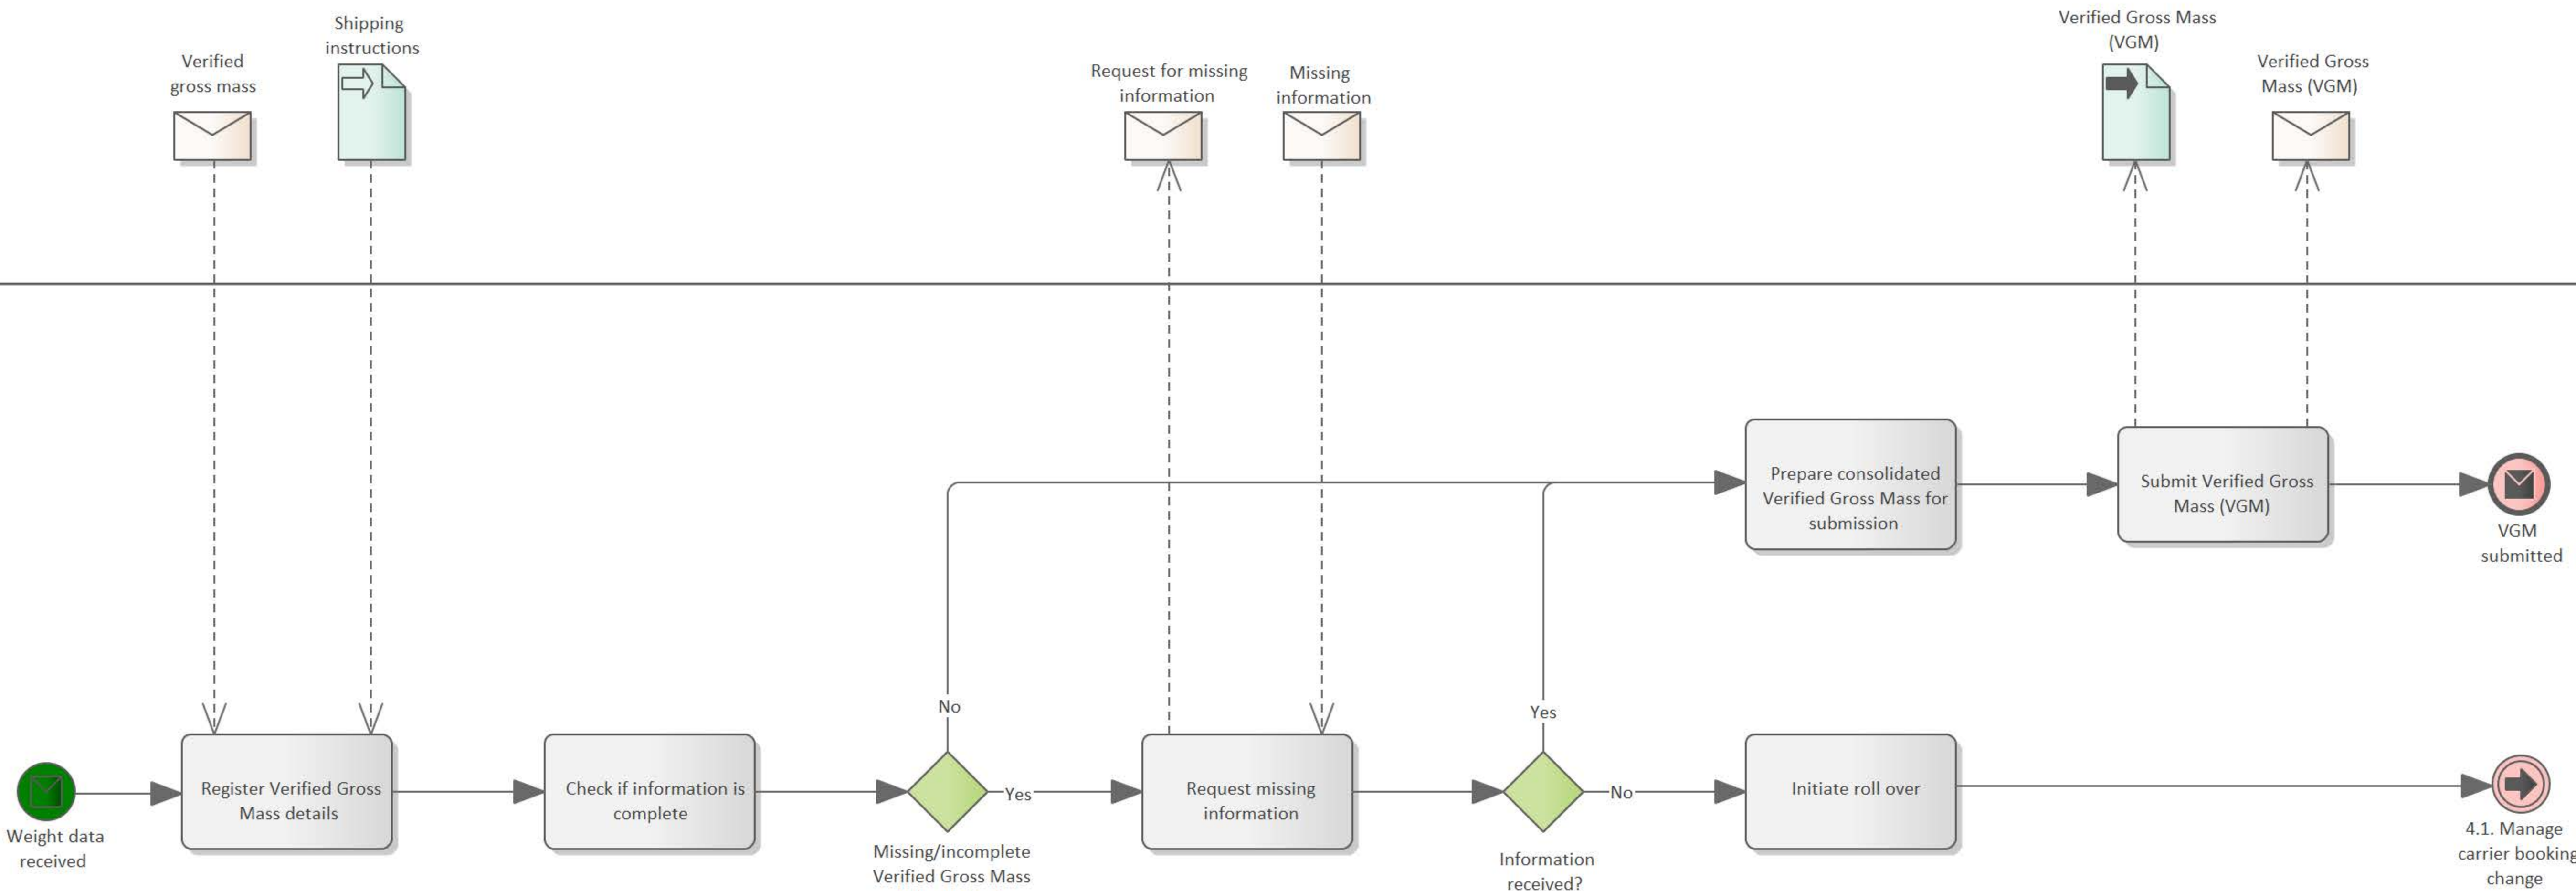 Verified
gross mass
Shipping
instructions
Request for missing
information
Missing
information
Verified Gross Mass
(VGM)
Verified Gross
Mass (VGM)
Prepare consolidated
Verified Gross Mass for
submission
Submit Verified Gross
Mass (VGM)
VGM
submitted
No
Yes
Weight data
received
Register Verified Gross
Mass details
Check if information is
complete
Missing/incomplete
Verified Gross Mass
Yes
Request missing
information
Information
received?
No
Initiate roll over
4.1. Manage
carrier booking
change